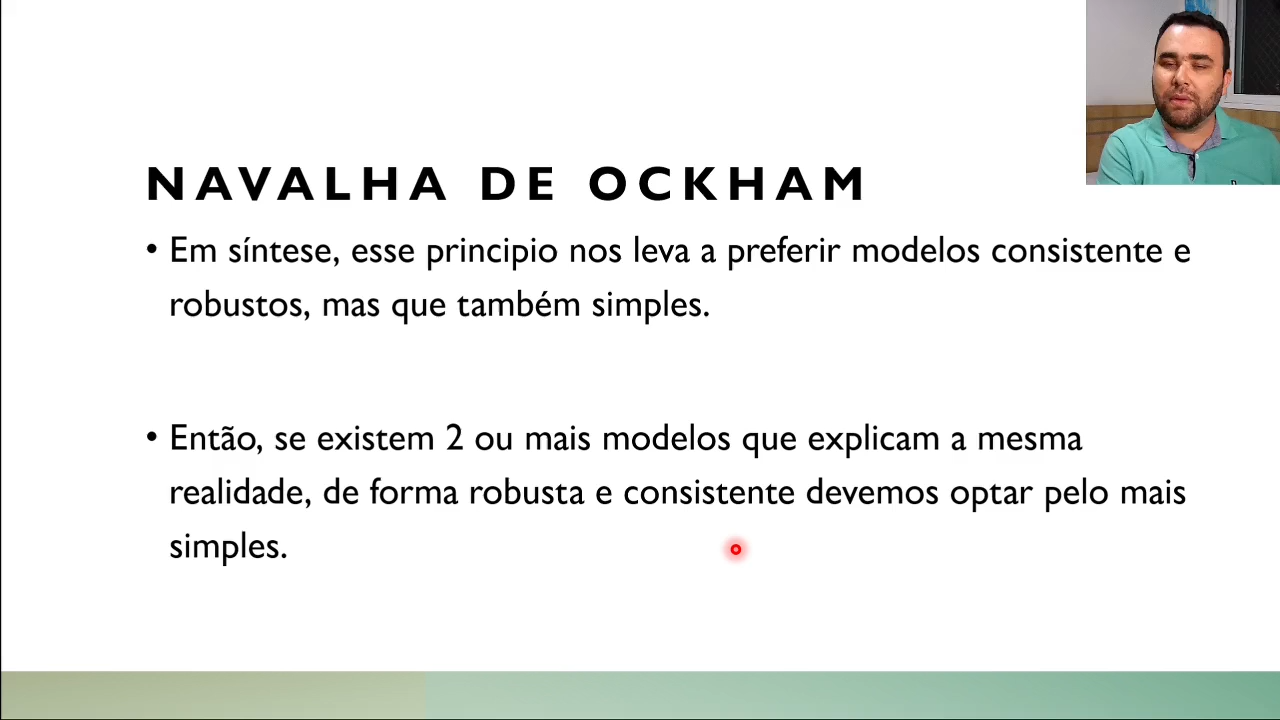 NAVALHA DE OCKHAM
• Em síntese, esse principio nos leva a preferir modelos consistente e
robustos, mas que também simples.
• Então, se existem 2 ou mais modelos que explicam a mesma
realidade, de forma robusta e consistente devemos optar pelo mais
simples.